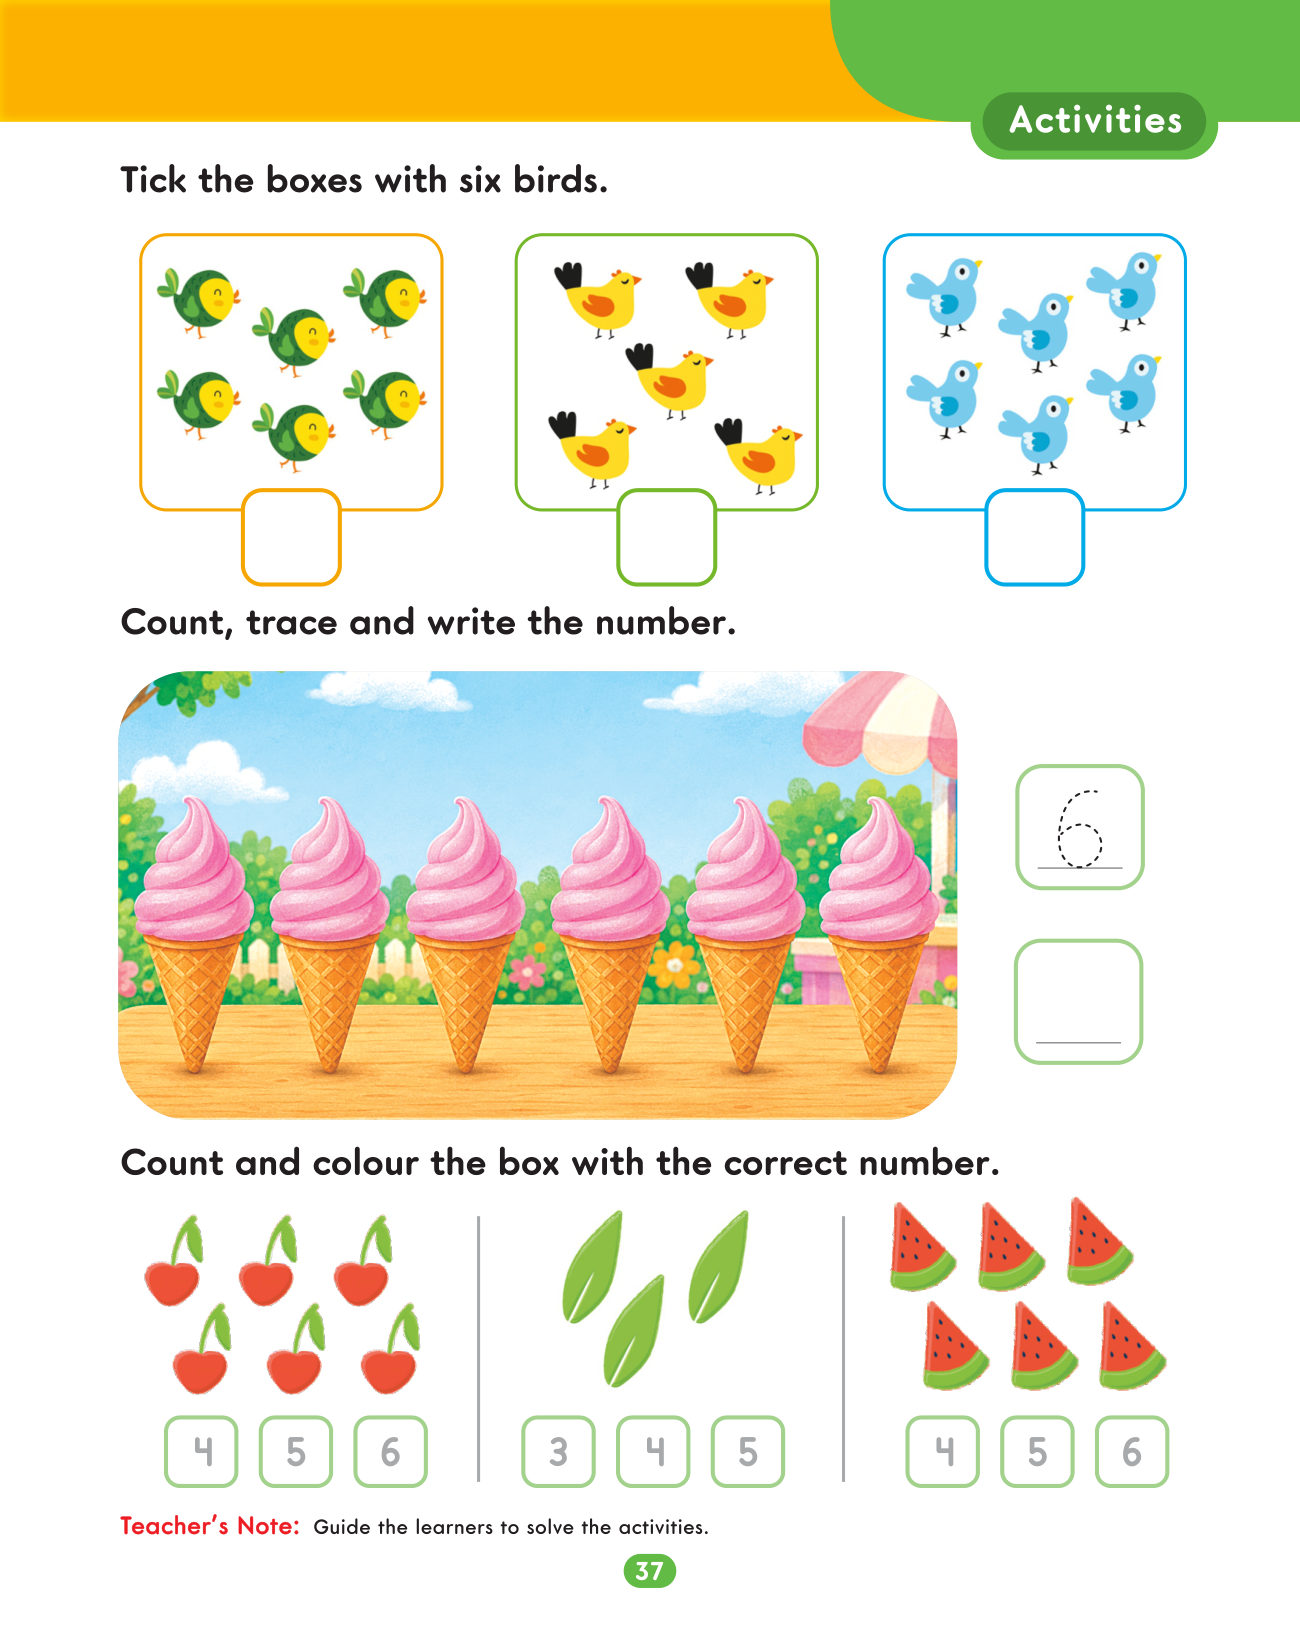 Activities
Tick the boxes with six birds.
Count, trace and write the number.
6
Count and colour the box with the correct number.
4 5 6 3 4 5 4 5 6
Teacher's Note: Guide the learners to solve the activities.
37